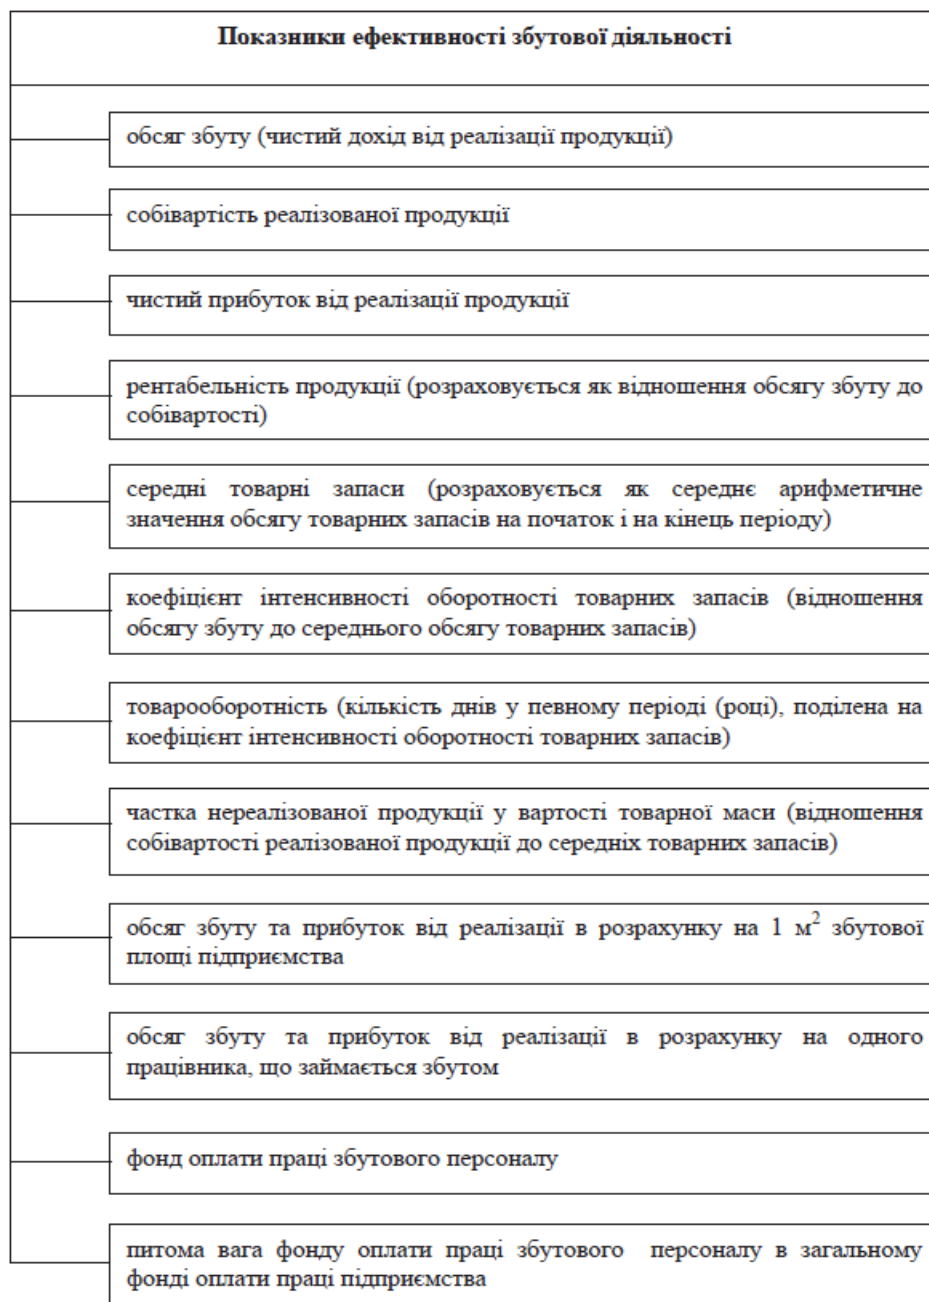 Показники ефективності збутової діяльності
обсяг збуту (чистий дохід від реалізації продукції)
собівартість реалізованої продукції
чистий прибуток від реалізації продукції
рентабельність продукції (розраховується як відношення обсягу збуту до
собівартості)
середні товарні запаси (розраховується як середнє арифметичне
значення обсягу товарних запасів на початок і на кінець періоду)
коефіцієнт інтенсивності оборотності товарних запасів (відношення
обсягу збуту до середнього обсягу товарних запасів)
товарооборотність (кількість днів у певному періоді (році), поділена на
коефіцієнт інтенсивності оборотності товарних запасів)
частка нереалізованої продукції у вартості товарної маси (відношення
собівартості реалізованої продукції до середніх товарних запасів)
обсяг збуту та прибуток від реалізації в розрахунку на 1 м² збутової
площі підприємства
обсяг збуту та прибуток від реалізації в розрахунку на одного
працівника, що займається збутом
фонд оплати праці збутового персоналу
питома вага фонду оплати праці збутового персоналу в загальному
фонді оплати праці підприємства